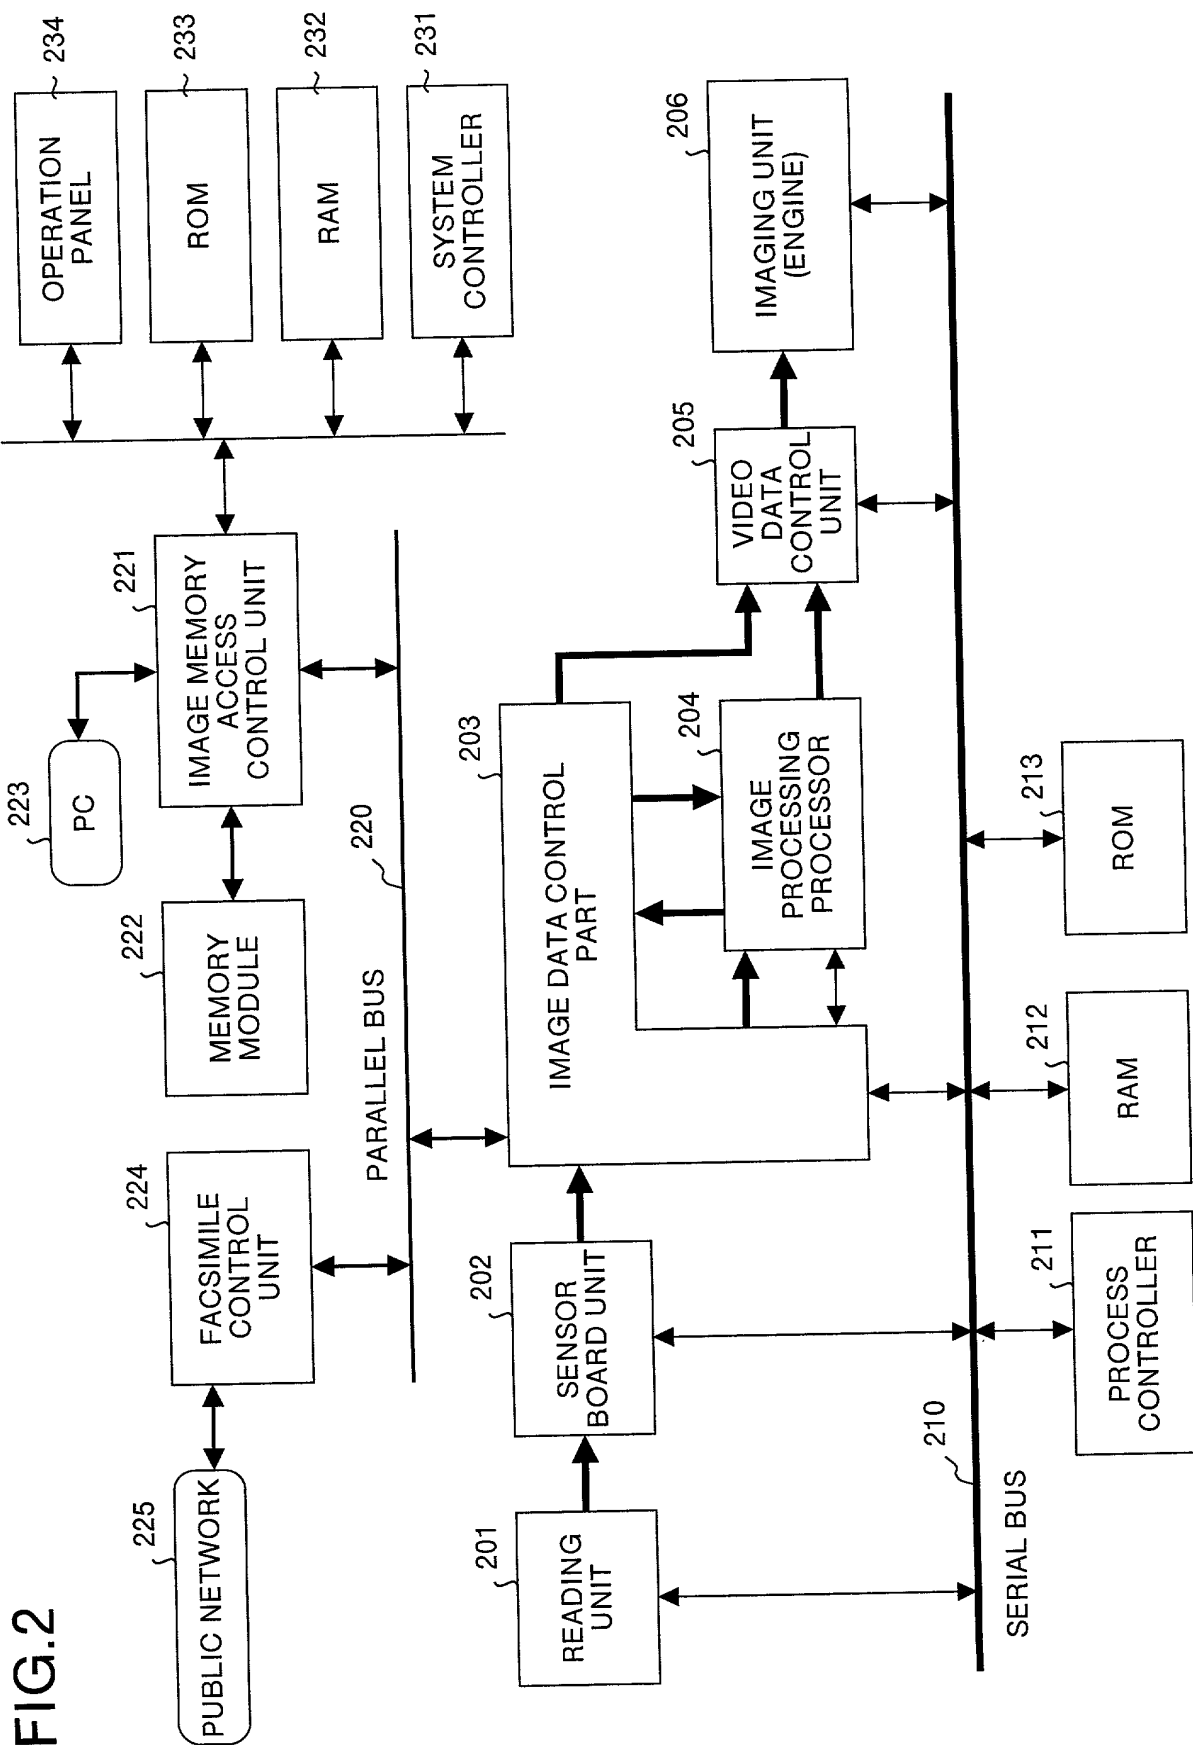 FIG.2
225
PUBLIC NETWORK
224
FACSIMILE
CONTROL
UNIT
222
MEMORY
MODULE
223
PC
221
IMAGE MEMORY
ACCESS
CONTROL UNIT
234
OPERATION
PANEL
233
ROM
232
RAM
231
SYSTEM
CONTROLLER
PARALLEL BUS
220
201
READING
UNIT
202
SENSOR
BOARD UNIT
203
IMAGE DATA CONTROL
PART
204
IMAGE
PROCESSING
PROCESSOR
205
VIDEO
DATA
CONTROL
UNIT
206
IMAGING UNIT
(ENGINE)
210
SERIAL BUS
211
PROCESS
CONTROLLER
212
RAM
213
ROM